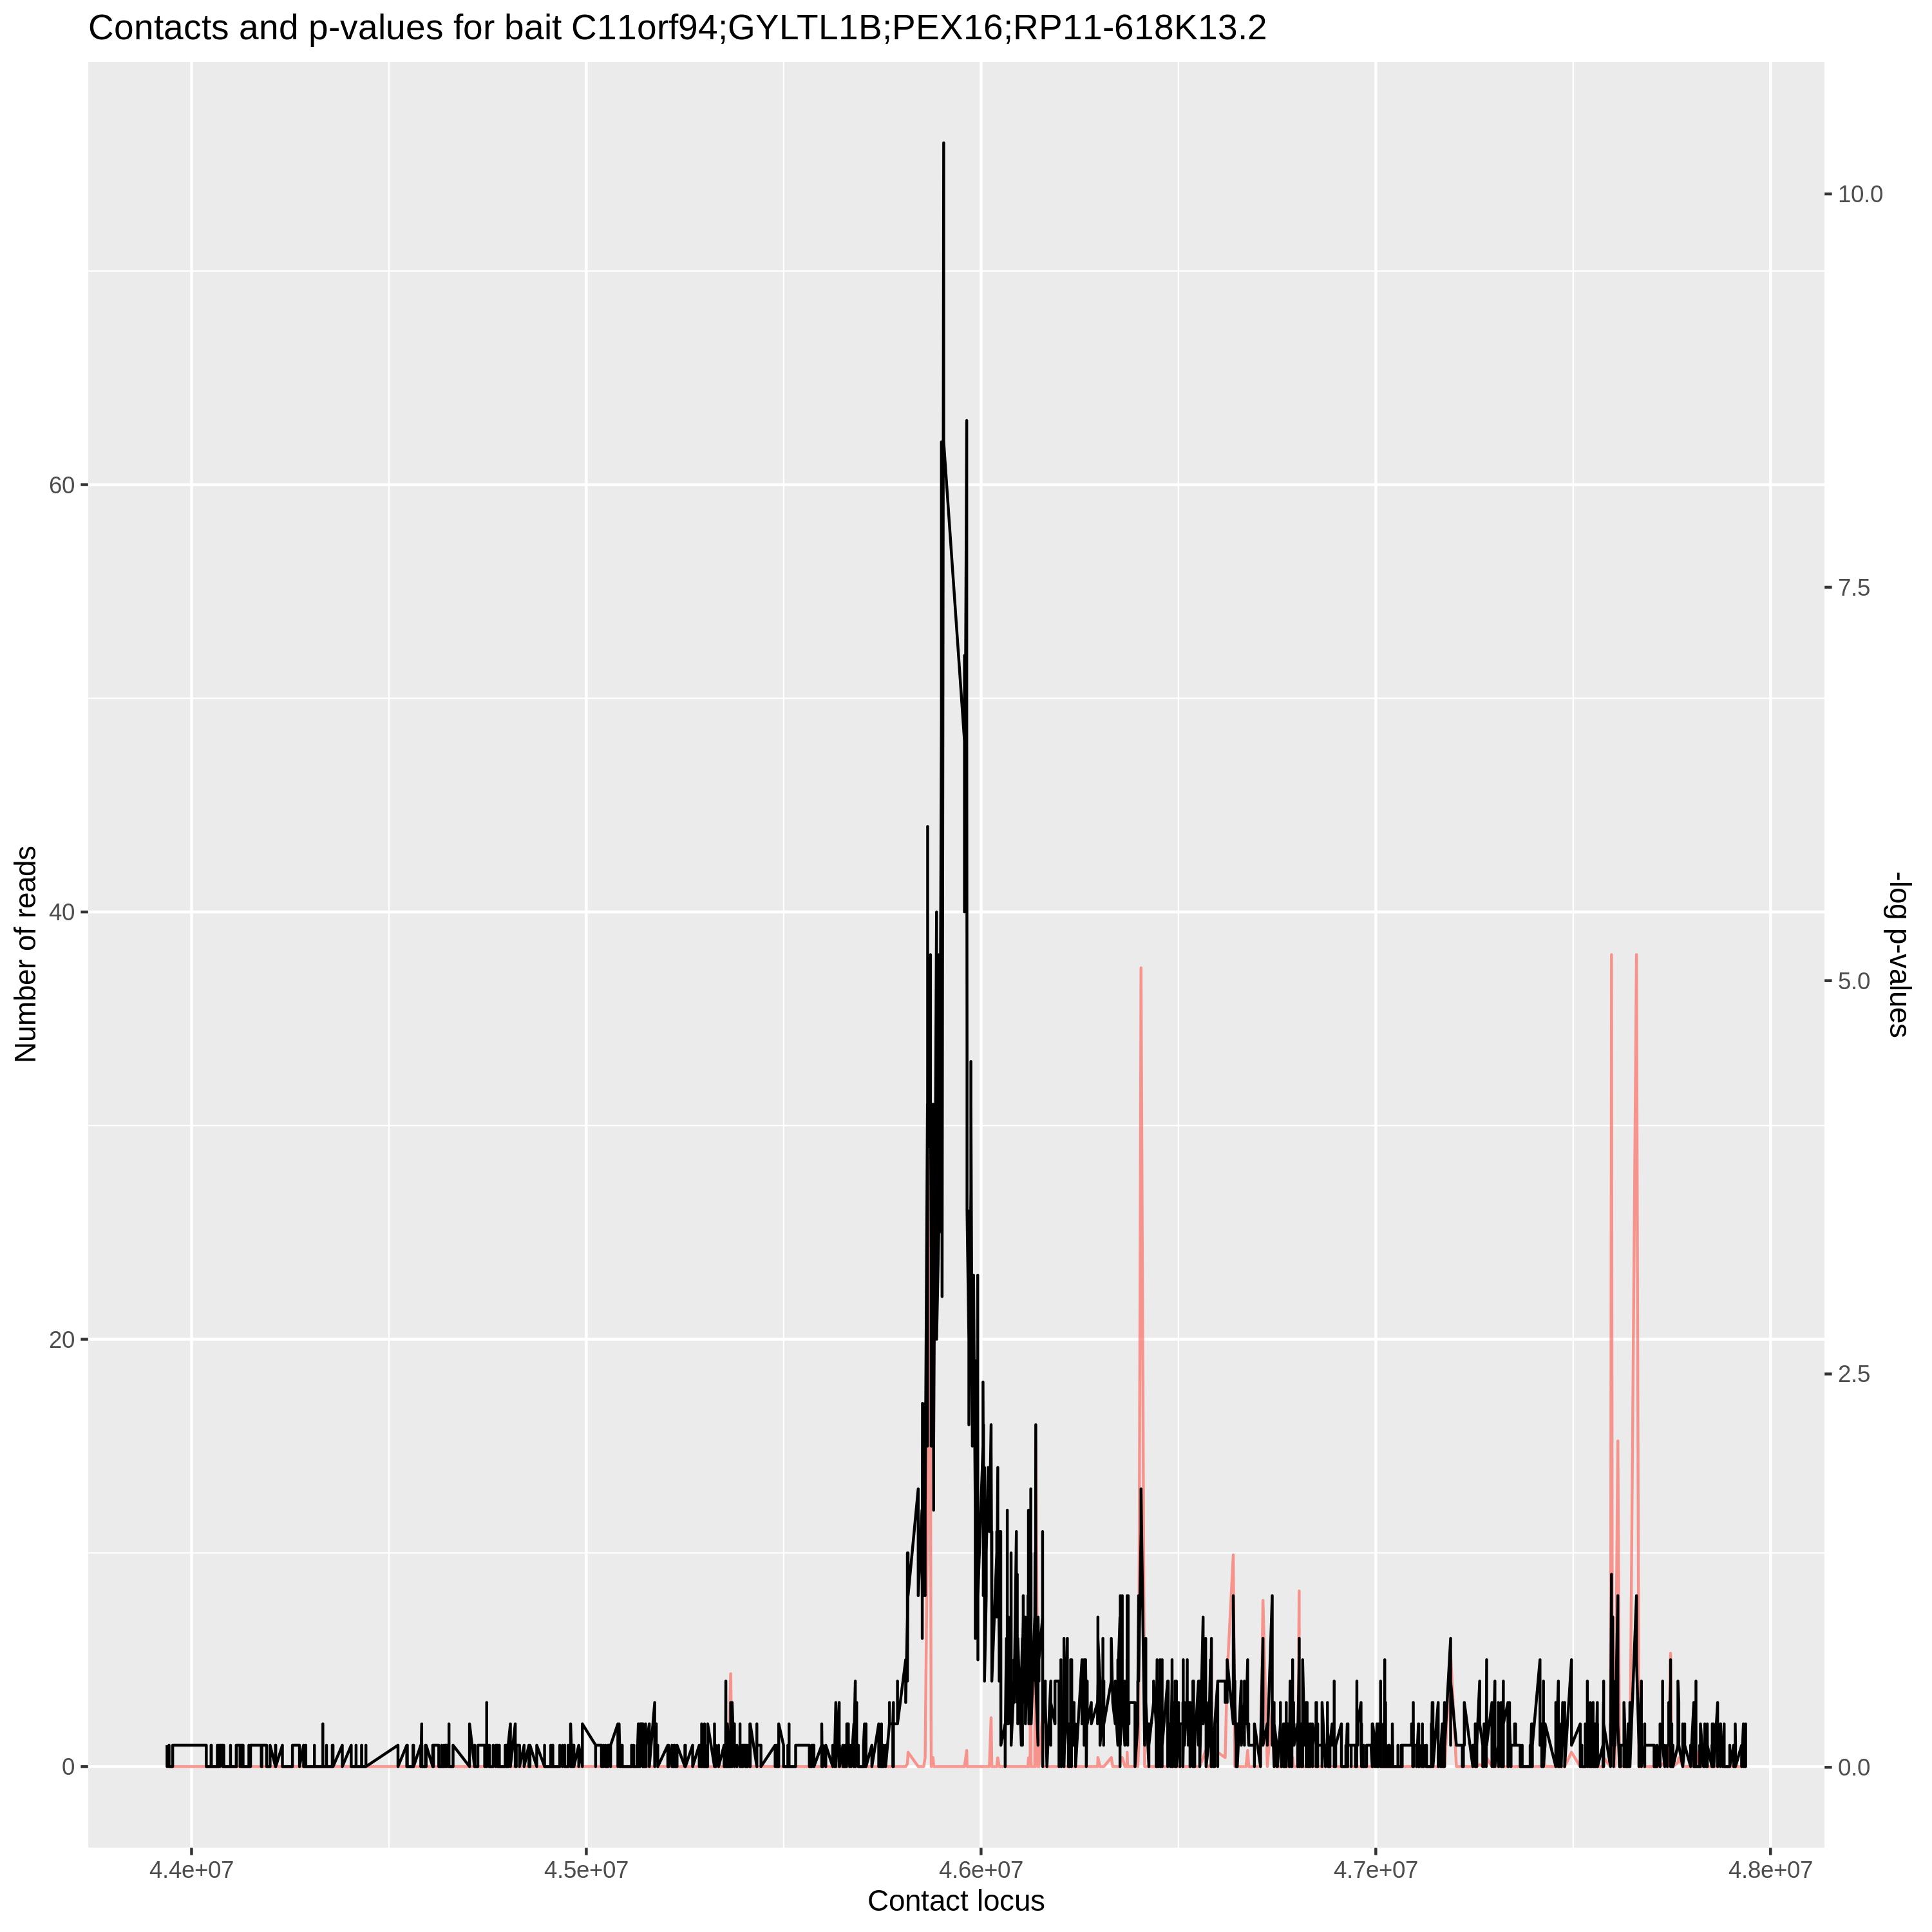 Contacts and p-values for bait C11orf94;GYLTL1B;PEX16;RP11-618K13.2
Number of reads
60
40
20
0
10.0
7.5
5.0
2.5
0.0
-log p-values
4.4e+07 4.5e+07 4.6e+07 4.7e+07 4.8e+07
Contact locus